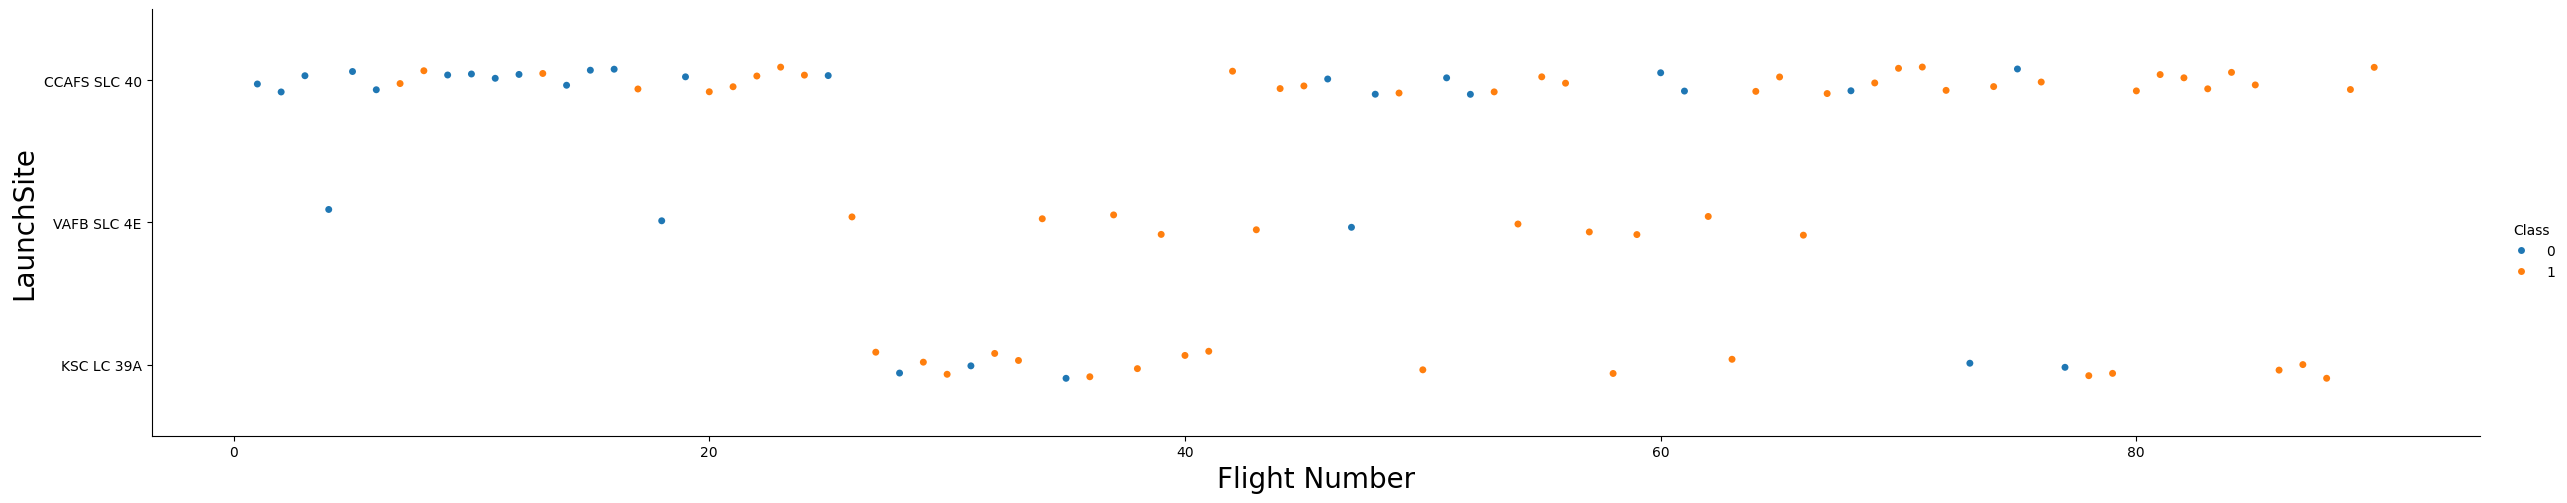 LaunchSite
CCAFS SLC 40
VAFB SLC 4E
KSC LC 39A
0 20 40 60 80
Flight Number
Class
0
1